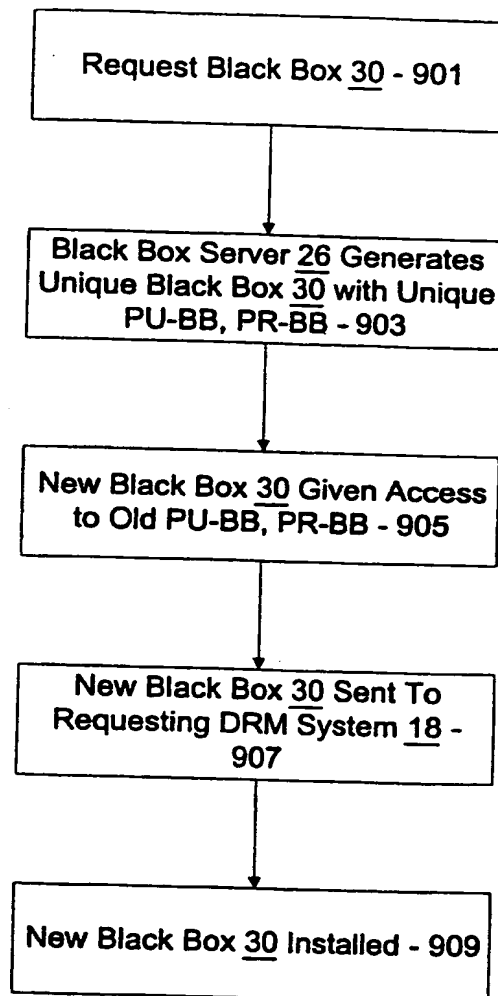 Request Black Box 30 - 901
Black Box Server 26 Generates
Unique Black Box 30 with Unique
PU-BB, PR-BB - 903
New Black Box 30 Given Access
to Old PU-BB, PR-BB - 905
New Black Box 30 Sent To
Requesting DRM System 18 -
907
New Black Box 30 Installed - 909